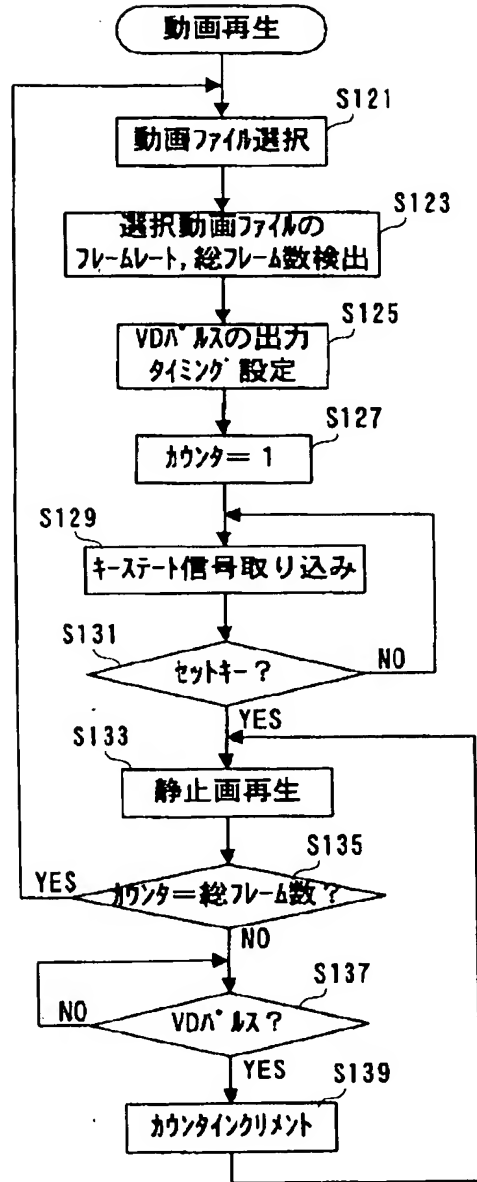 動画再生
S121
動画ファイル選択
S123
選択動画ファイルの
フレームレート,総フレーム数検出
S125
VDパルスの出力
タイミング設定
S127
カウンタ=1
S129
キーステート信号取り込み
S131
セットキー?
NO
YES
S133
静止画再生
S135
YES
カウンタ=総フレーム数?
NO
S137
NO
VDパルス?
YES
S139
カウンタインクリメント